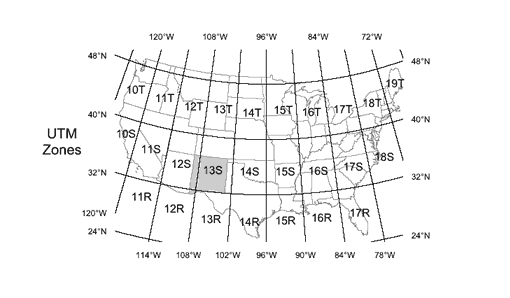 120°W 108°W 96°W 84°W 72°W
48°N 48°N
10T 11T 12T 13T 14T 15T 16T 17T 18T 19T
40°N 40°N
UTM
Zones
10S 11S 12S 13S 14S 15S 16S 17S 18S
32°N 32°N
11R 12R 13R 14R 15R 16R 17R
120°W
24°N 24°N
114°W 108°W 102°W 96°W 90°W 84°W 78°W